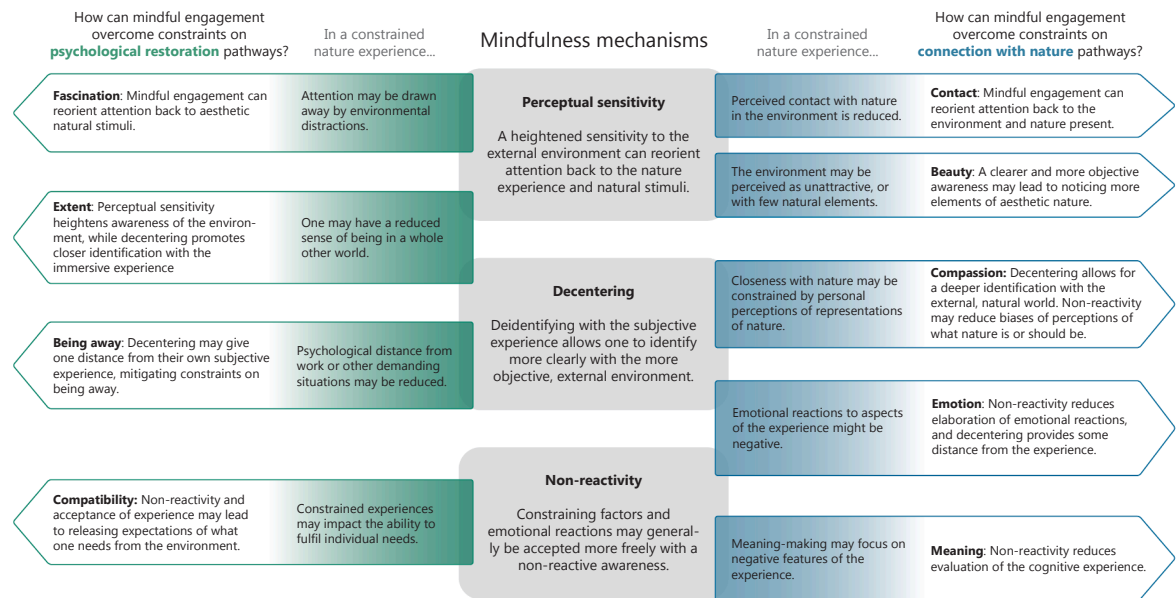 How can mindful engagement
overcome constraints on
psychological restoration pathways?
In a constrained
nature experience...
Mindfulness mechanisms
In a constrained
nature experience...
How can mindful engagement
overcome constraints on
connection with nature pathways?
Fascination: Mindful engagement can
reorient attention back to aesthetic
natural stimuli.
Attention may be drawn
away by environmental
distractions.
Extent: Perceptual sensitivity
heightens awareness of the environ-
ment, while decentering promotes
closer identification with the
immersive experience
One may have a reduced
sense of being in a whole
other world.
Being away: Decentering may give
one distance from their own subjective
experience, mitigating constraints on
being away.
Psychological distance from
work or other demanding
situations may be reduced.
Compatibility: Non-reactivity and
acceptance of experience may lead
to releasing expectations of what
one needs from the environment.
Constrained experiences
may impact the ability to
fulfil individual needs.
Perceptual sensitivity
A heightened sensitivity to the
external environment can reorient
attention back to the nature
experience and natural stimuli.
Decentering
Deidentifying with the subjective
experience allows one to identify
more clearly with the more
objective, external environment.
Non-reactivity
Constraining factors and
emotional reactions may general-
ly be accepted more freely with a
non-reactive awareness.
Perceived contact with nature
in the environment is reduced.
Contact: Mindful engagement can
reorient attention back to the
environment and nature present.
The environment may be
perceived as unattractive, or
with few natural elements.
Beauty: A clearer and more objective
awareness may lead to noticing more
elements of aesthetic nature.
Closeness with nature may be
constrained by personal
perceptions of representations
of nature.
Compassion: Decentering allows for
a deeper identification with the
external, natural world. Non-reactivity
may reduce biases of perceptions of
what nature is or should be.
Emotional reactions to aspects
of the experience might be
negative.
Emotion: Non-reactivity reduces
elaboration of emotional reactions,
and decentering provides some
distance from the experience.
Meaning-making may focus on
negative features of the
experience.
Meaning: Non-reactivity reduces
evaluation of the cognitive experience.